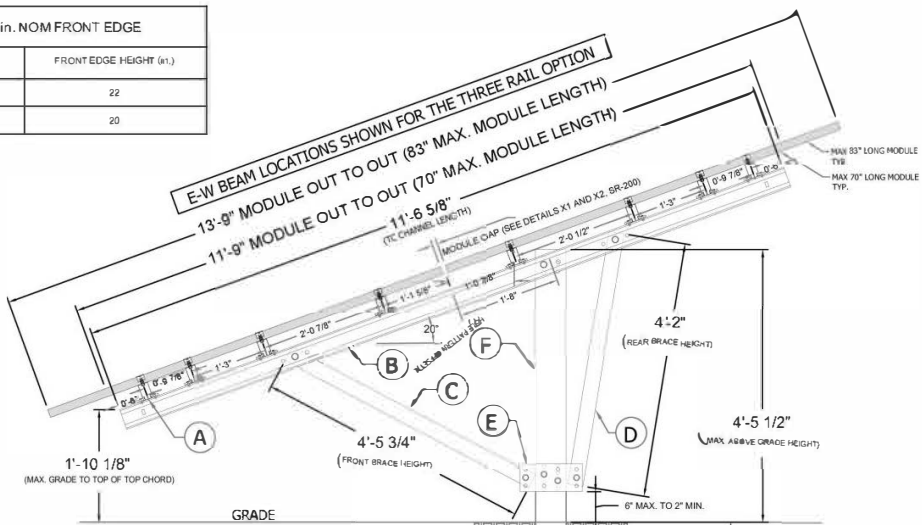 in. NOM FRONT EDGE
FRONT EDGE HEIGHT (in.)
22
20
E-W BEAM LOCATIONS SHOWN FOR THE THREE RAIL OPTION
13'-9" MODULE OUT TO OUT (83" MAX. MODULE LENGTH)
11'-9" MODULE OUT TO OUT (70" MAX. MODULE LENGTH)
11'-6 5/8"
(TC CHANNEL LENGTH)
MODULE GAP (SEE DETAILS X1 AND X2, SR-200)
MAX 83" LONG MODULE
TYP.
MAX 70" LONG MODULE
TYP.
0'-6"
0'-9 7/8"
1'-3"
2'-0 7/8"
1'-1 5/8"
1'-0 7/8"
2'-0 1/2"
1'-3"
0'-9 7/8"
0'-6"
1'-8"
20°
A
B
C
D
E
F
4'-2"
(REAR BRACE HEIGHT)
4'-5 3/4"
(FRONT BRACE HEIGHT)
4'-5 1/2"
(MAX. ABOVE GRADE HEIGHT)
1'-10 1/8"
(MAX. GRADE TO TOP OF TOP CHORD)
6" MAX. TO 2" MIN.
GRADE